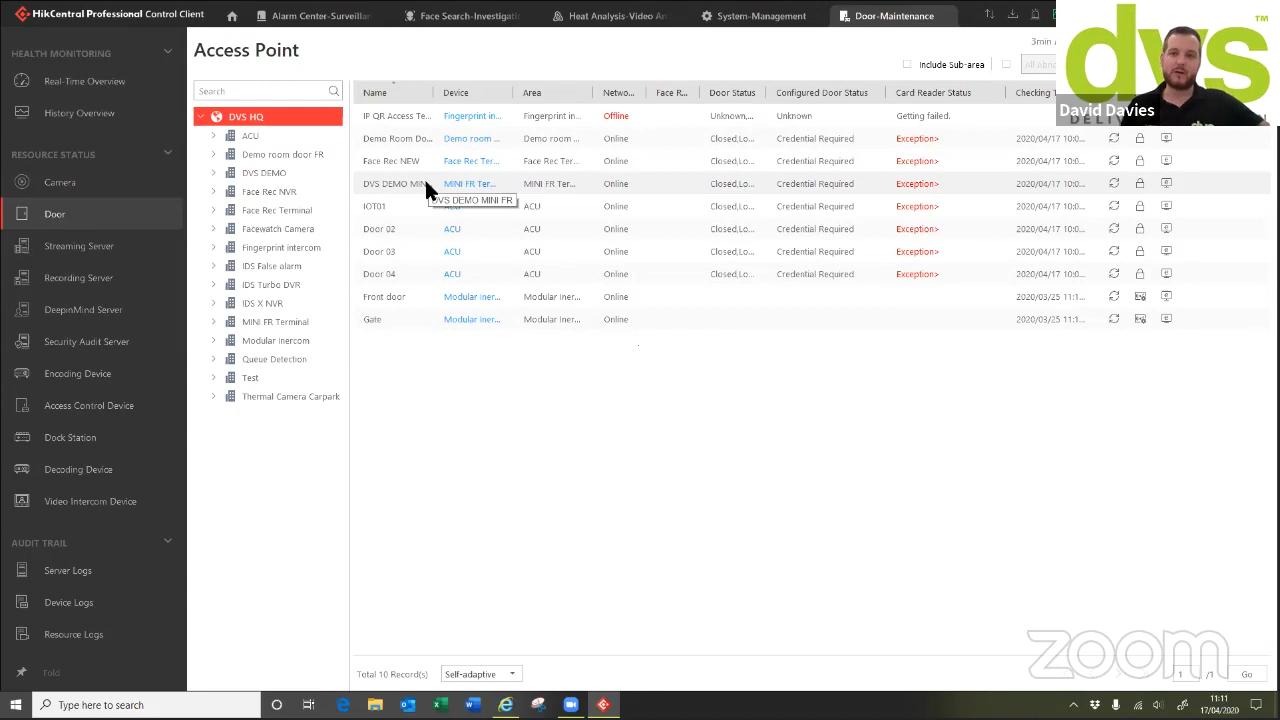 HikCentral Professional Control Client
Alarm Center-Surveillan
Face Search-Investigati
Heat Analysis-Video An
System-Management
Door-Maintenance
HEALTH MONITORING
Real-Time Overview
History Overview
RESOURCE STATUS
Camera
Door
Streaming Server
Recording Server
DeepinMind Server
Security Audit Server
Encoding Device
Access Control Device
Dock Station
Decoding Device
Video Intercom Device
AUDIT TRAIL
Server Logs
Device Logs
Resource Logs
Fold
Access Point
Search
DVS HQ
ACU
Demo room door FR
DVS DEMO
Face Rec NVR
Face Rec Terminal
Facewatch Camera
Fingerprint intercom
IDS False alarm
IDS Turbo DVR
IDS X NVR
MINI FR Terminal
Modular Inercom
Queue Detection
Test
Thermal Camera Carpark
3min
Include Sub-area
All Abno
Name Device Area Netwo... Face R... Door Status Configured Door Status Card Reader Status Checking T
Fingerprint in... Fingerprint in... Offline Unknown,... Unknown Getting failed.
Demo Room Do... Demo room ... Demo room ... Online Closed,Lo... Credential Required Exception> 2020/04/17 10:0...
Face Rec NEW Face Rec Ter... Face Rec Ter... Online Closed,Lo... Credential Required Exception> 2020/04/17 10:0...
DVS DEMO MIN MINI FR Ter... MINI FR Ter... Online Closed,Lo... Credential Required Exception> 2020/04/17 10:0...
DVS DEMO MINI FR
IOT01 ACU ACU Online Closed,Lo... Credential Required Exception> 2020/04/17 10:0...
Door 02 ACU ACU Online Closed,Lo... Credential Required Exception> 2020/04/17 10:0...
Door 03 ACU ACU Online Closed,Lo... Credential Required Exception> 2020/04/17 10:0...
Door 04 ACU ACU Online Closed,Lo... Credential Required Exception> 2020/04/17 10:0...
Front door Modular Iner... Modular Iner... Online 2020/03/25 11:1...
Gate Modular Iner... Modular Iner... Online 2020/03/25 11:1...
Total 10 Record(s)
Self-adaptive
1 /1 Go
dvs TM
David Davies
zoom
Type here to search
11:11
17/04/2020